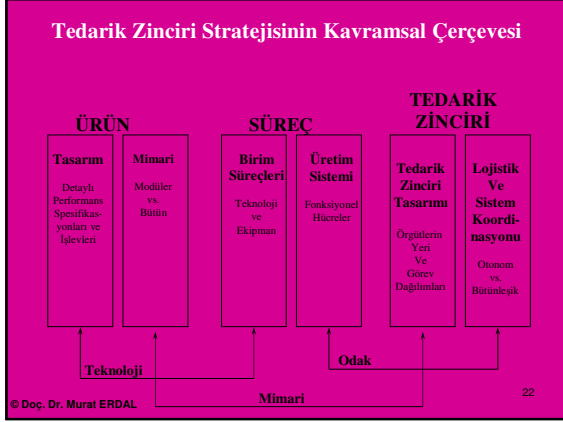 Tedarik Zinciri Stratejisinin Kavramsal Çerçevesi
ÜRÜN
SÜREÇ
TEDARİK
ZİNCİRİ
Tasarım
Detaylı
Performans
Spesifikas-
yonları ve
İşlevleri
Mimari
Modüler
vs.
Bütün
Birim
Süreçleri
Teknoloji
ve
Ekipman
Üretim
Sistemi
Fonksiyonel
Hücreler
Tedarik
Zinciri
Tasarımı
Örgütlerin
Yeri
Ve
Görev
Dağılımları
Lojistik
Ve
Sistem
Koordi-
nasyonu
Otonom
vs.
Bütünleşik
Teknoloji
Odak
Mimari
© Doç. Dr. Murat ERDAL
22